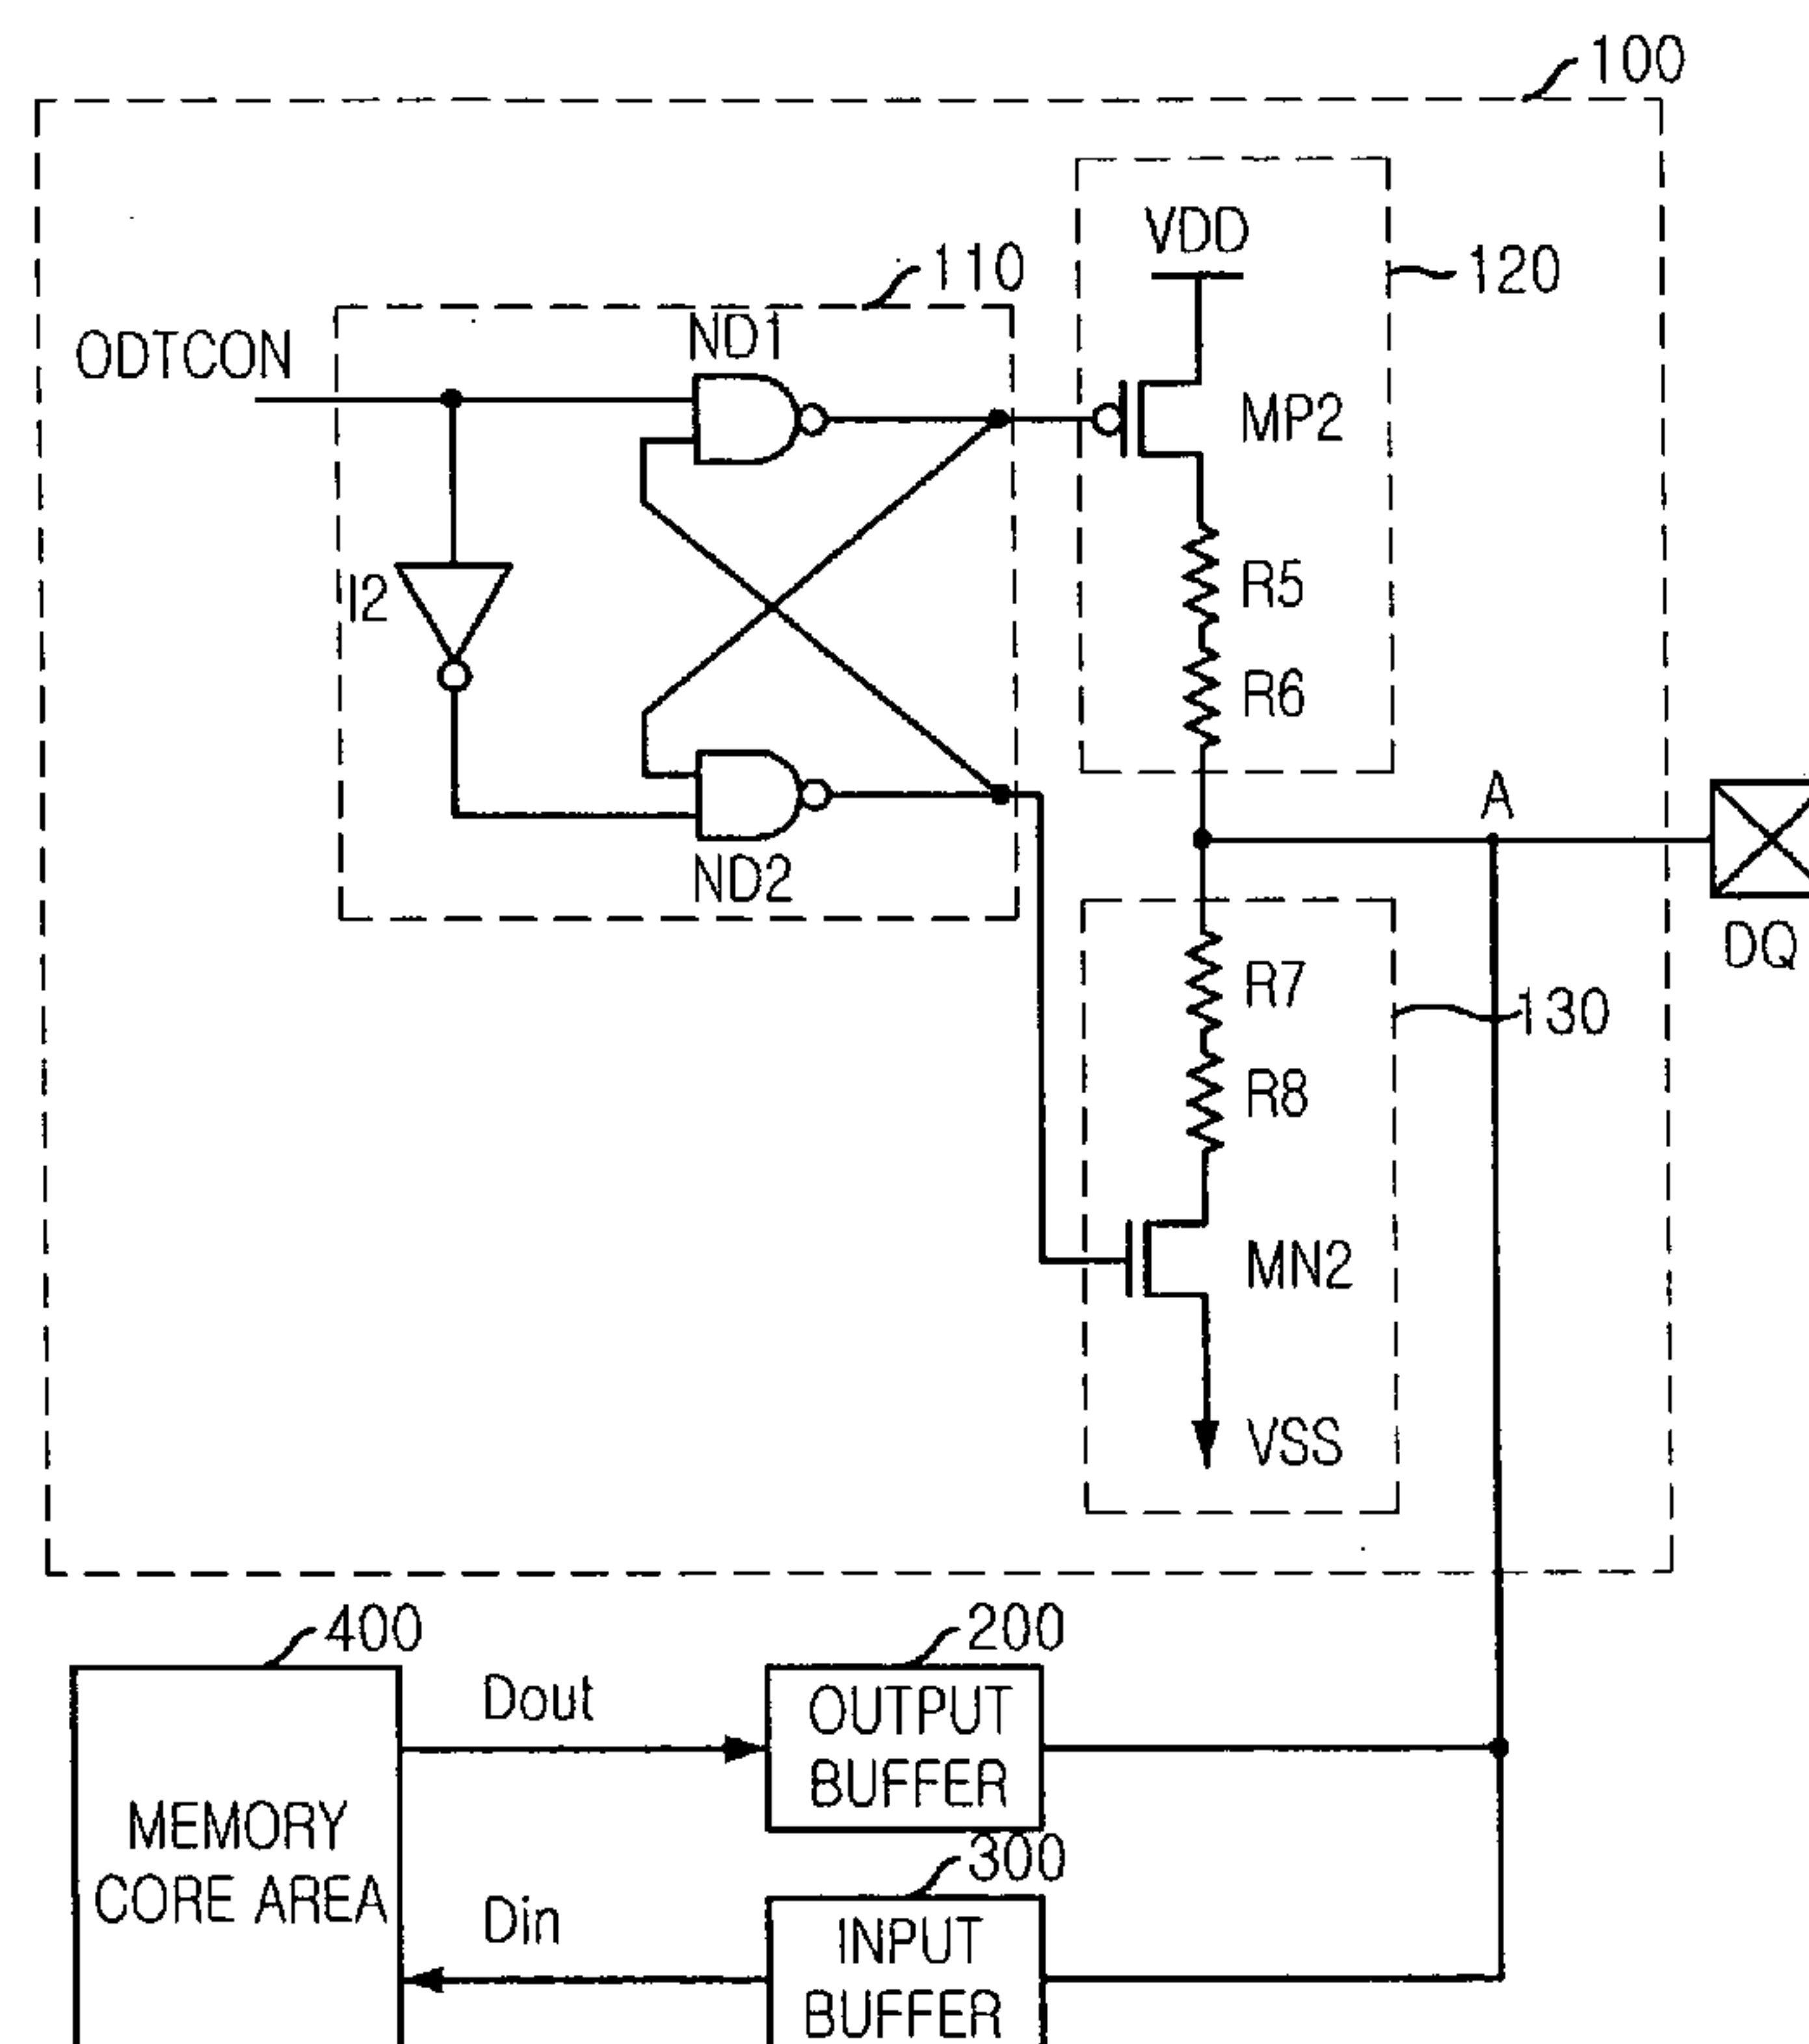 100
VDD
110
120
ODTCON
ND1
MP2
I2
R5
R6
A
ND2
DQ
R7
130
R8
MN2
VSS
400
200
Dout
OUTPUT
BUFFER
MEMORY
CORE AREA
300
Din
INPUT
BUFFER